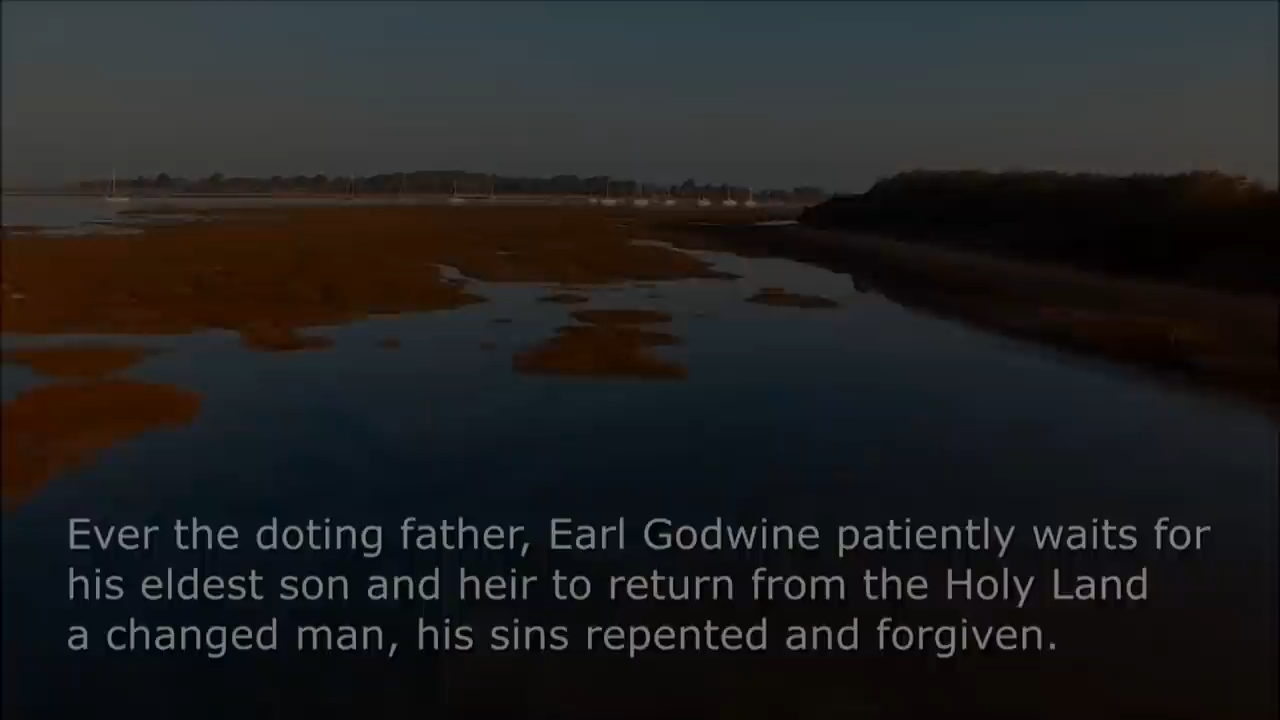 Ever the doting father, Earl Godwine patiently waits for
his eldest son and heir to return from the Holy Land
a changed man, his sins repented and forgiven.